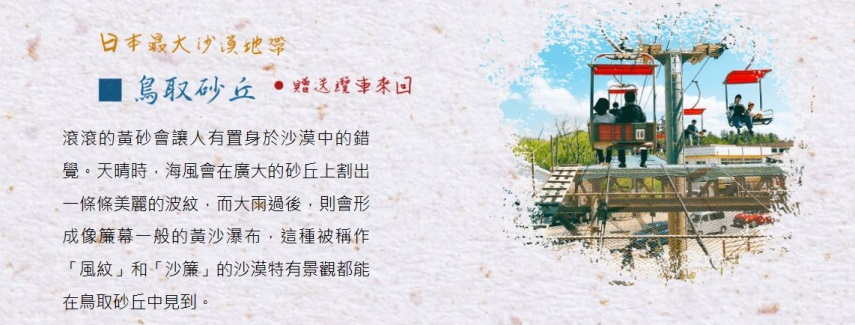 日本最大沙漠地帶
■ 鳥取砂丘 ●贈送纜車來回
滾滾的黃砂會讓人有置身於沙漠中的錯
覺。天晴時，海風會在廣大的砂丘上割出
一條條美麗的波紋，而大雨過後，則會形
成像簾幕一般的黃沙瀑布，這種被稱作
「風紋」和「沙簾」的沙漠特有景觀都能
在鳥取砂丘中見到。
16